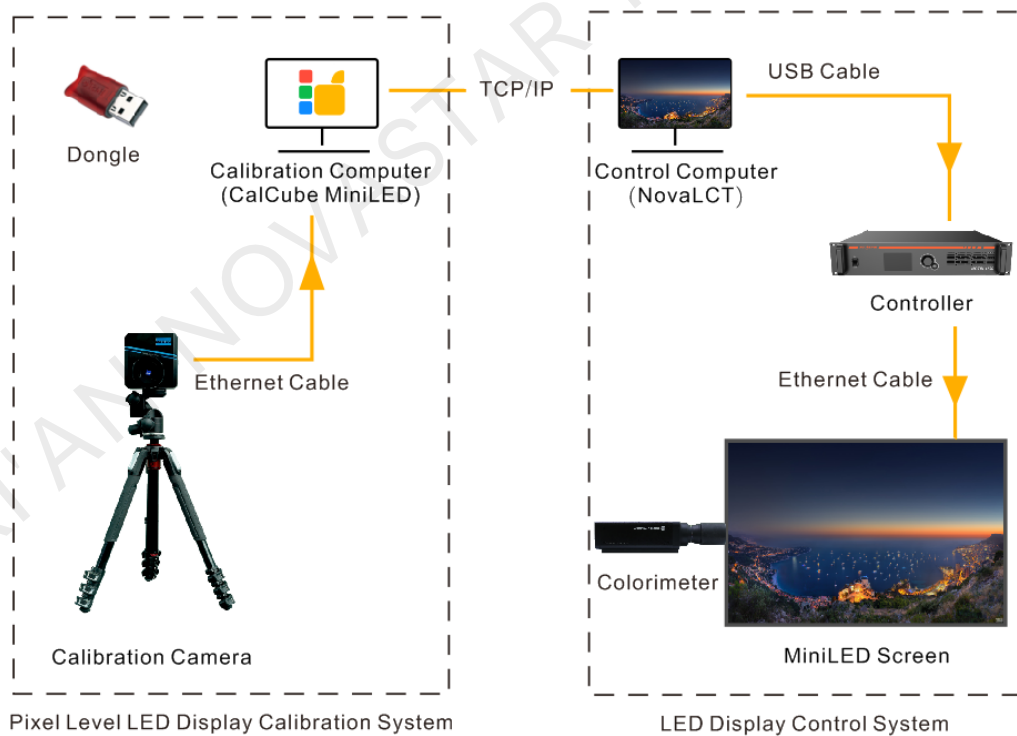 Dongle
Calibration Computer
(CalCube MiniLED)
TCP/IP
USB Cable
Control Computer
(NovaLCT)
Controller
Ethernet Cable
Ethernet Cable
Colorimeter
Calibration Camera
MiniLED Screen
Pixel Level LED Display Calibration System
LED Display Control System
NOVASTAR